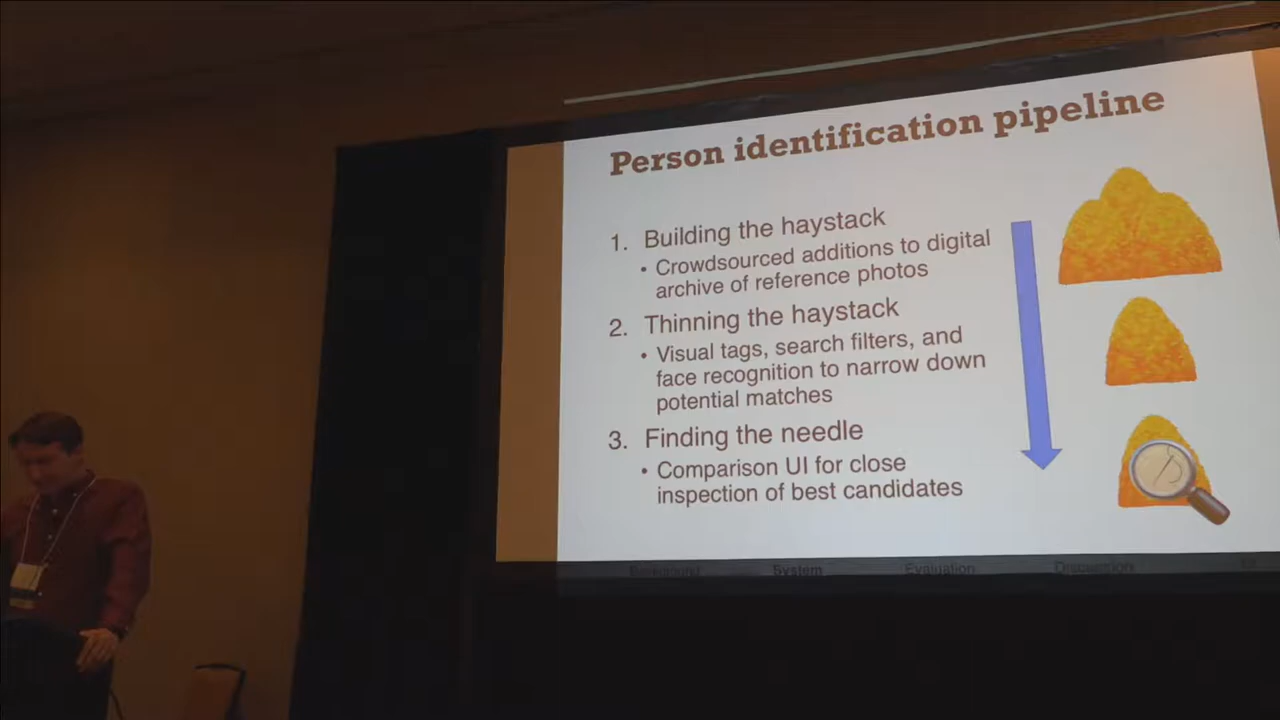 Person identification pipeline
1. Building the haystack
• Crowdsourced additions to digital
archive of reference photos
2. Thinning the haystack
• Visual tags, search filters, and
face recognition to narrow down
potential matches
3. Finding the needle
• Comparison UI for close
inspection of best candidates
Background System Evaluation Discussion